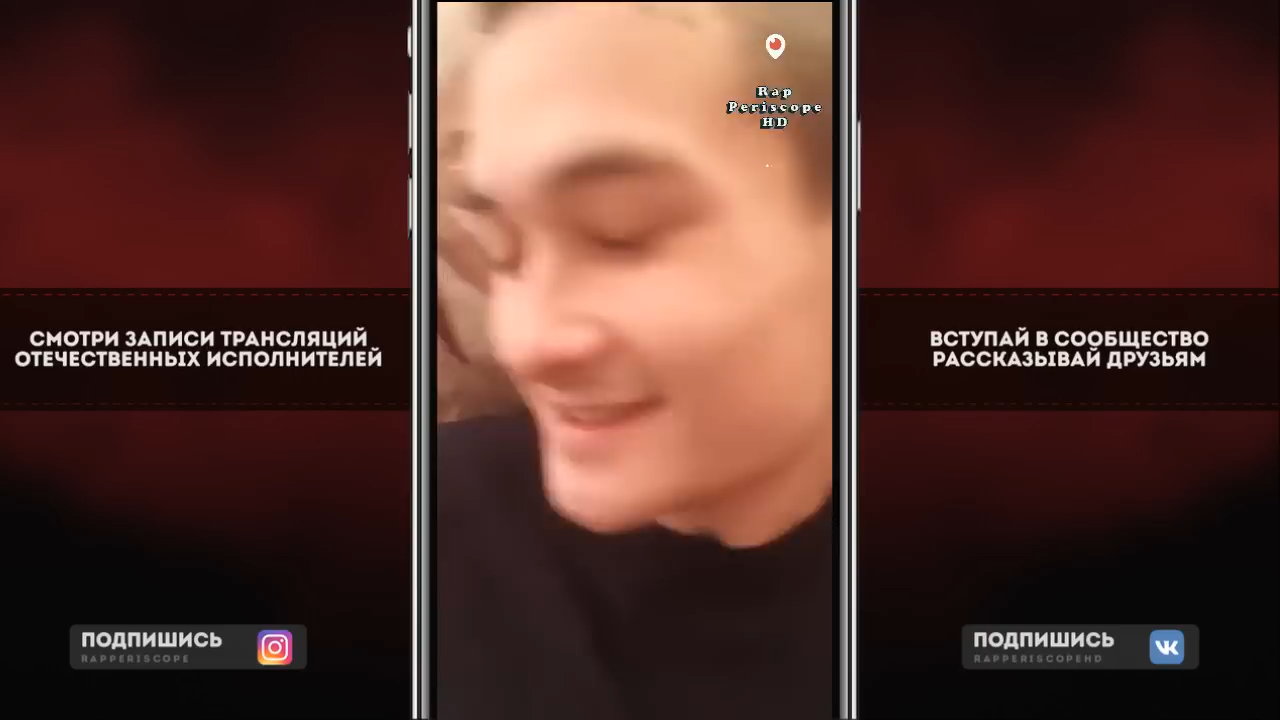 Rap
Periscope
HD
СМОТРИ ЗАПИСИ ТРАНСЛЯЦИЙ
ОТЕЧЕСТВЕННЫХ ИСПОЛНИТЕЛЕЙ
ВСТУПАЙ В СООБЩЕСТВО
РАССКАЗЫВАЙ ДРУЗЬЯМ
ПОДПИШИСЬ
RAPPERISCOPE
ПОДПИШИСЬ
RAPPERISCOPEHD